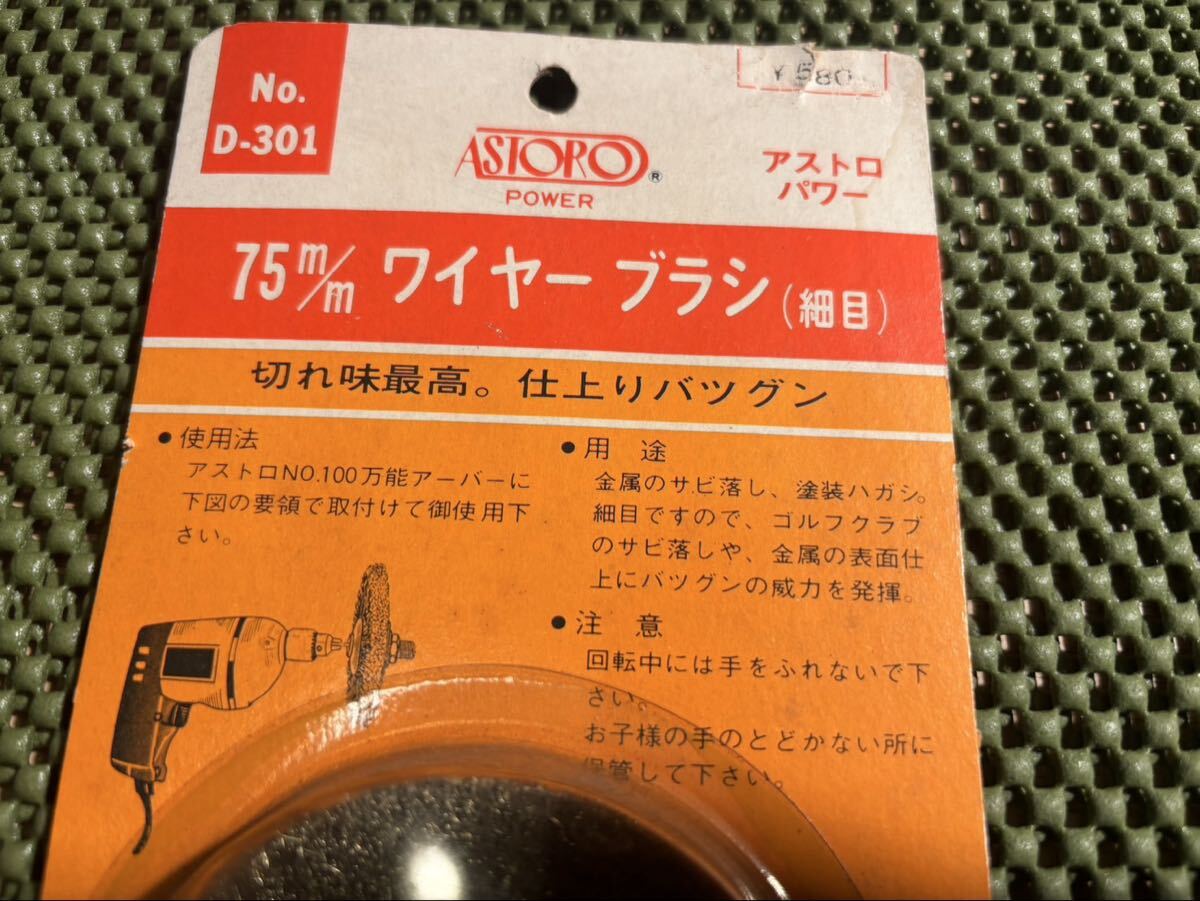 No.
D-301
¥580
ASTORO®
POWER
アストロ
パワー
75m/m ワイヤーブラシ(細目)
切れ味最高。仕上りバツグン
● 使用法
アストロNO.100万能アーバーに
下図の要領で取付けて御使用下
さい。
● 用 途
金属のサビ落し、塗装ハガシ。
細目ですので、ゴルフクラブ
のサビ落しや、金属の表面仕
上にバツグンの威力を発揮。
● 注 意
回転中には手をふれないで下
さい。
お子様の手のとどかない所に
保管して下さい。